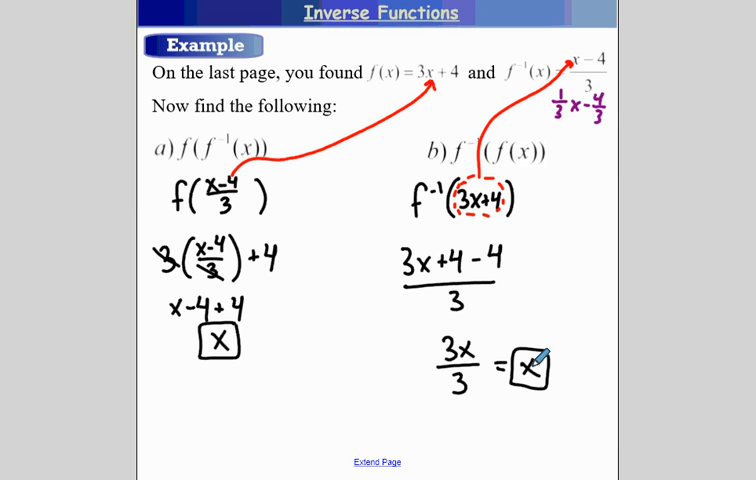 Inverse Functions
Example
On the last page, you found f(x) = 3x + 4 and f⁻¹(x) = (x − 4)/3
1/3 x − 4/3
Now find the following:
a) f(f⁻¹(x))
f((x−4)/3)
3((x−4)/3) + 4
x−4+4
x
b) f⁻¹(f(x))
f⁻¹(3x+4)
(3x+4−4)/3
3x/3 = x
Extend Page